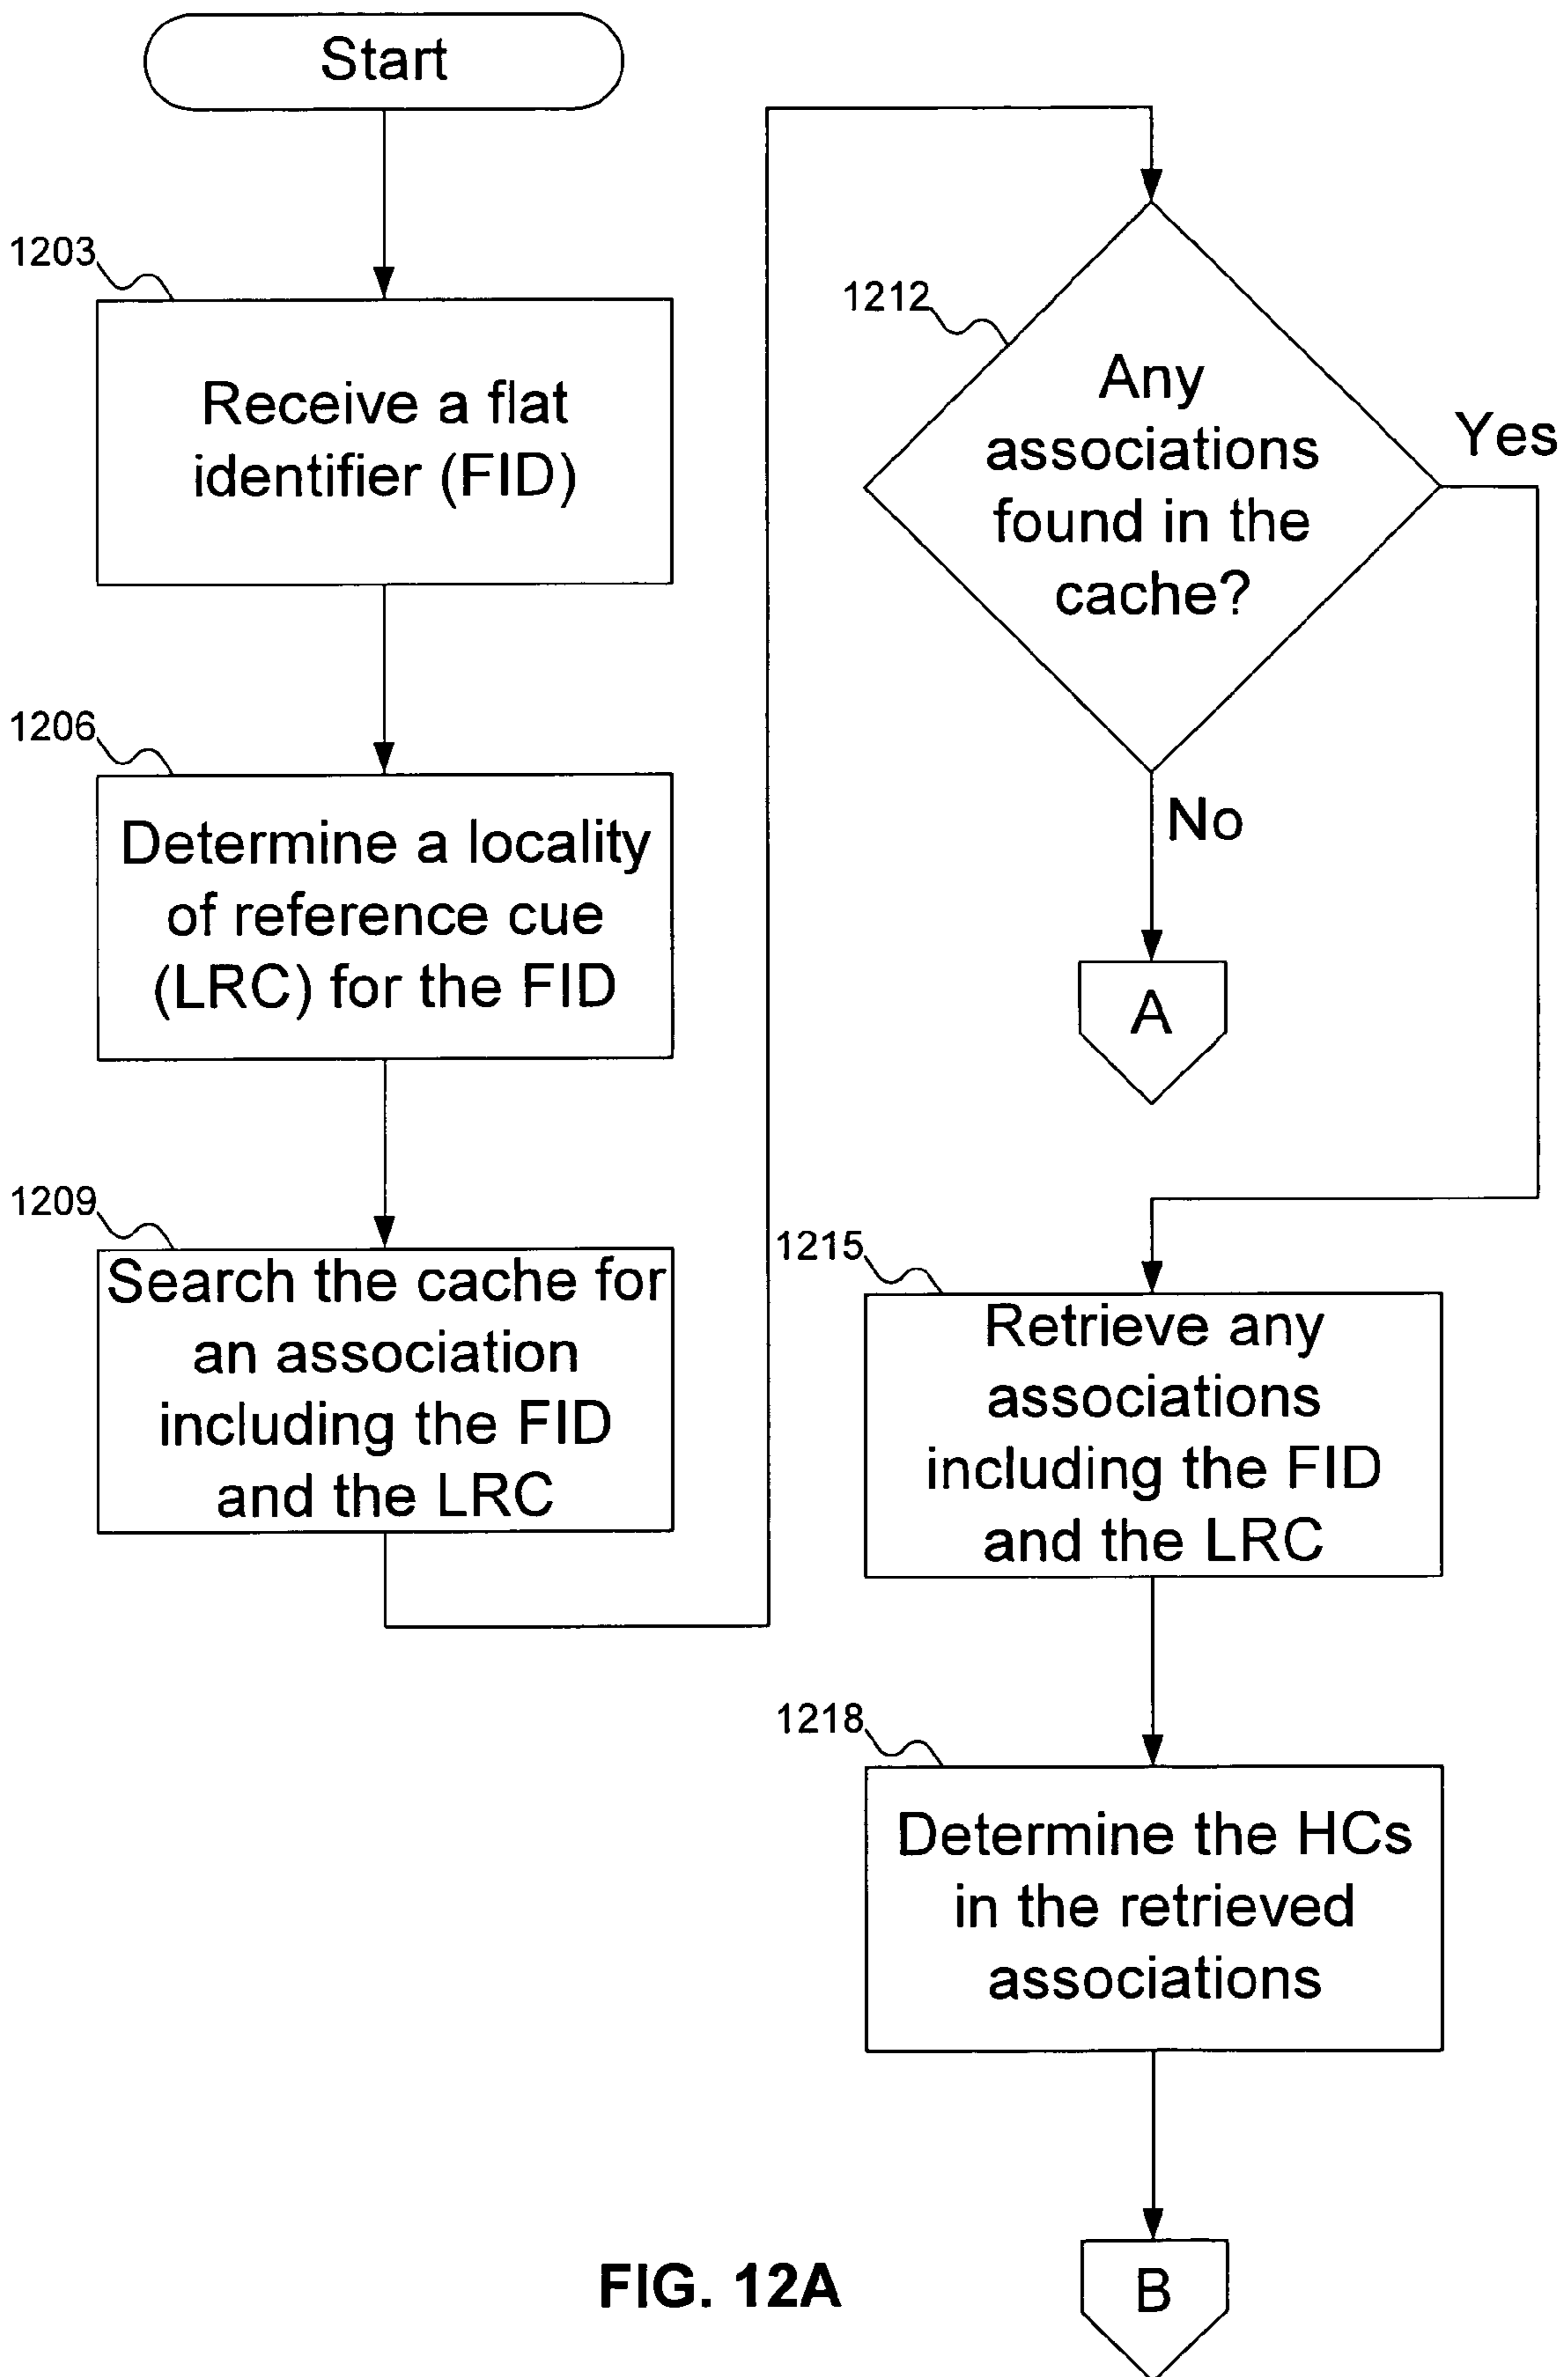 Start
1203
Receive a flat
identifier (FID)
1206
Determine a locality
of reference cue
(LRC) for the FID
1209
Search the cache for
an association
including the FID
and the LRC
1212
Any
associations
found in the
cache?
Yes
No
A
1215
Retrieve any
associations
including the FID
and the LRC
1218
Determine the HCs
in the retrieved
associations
B
FIG. 12A